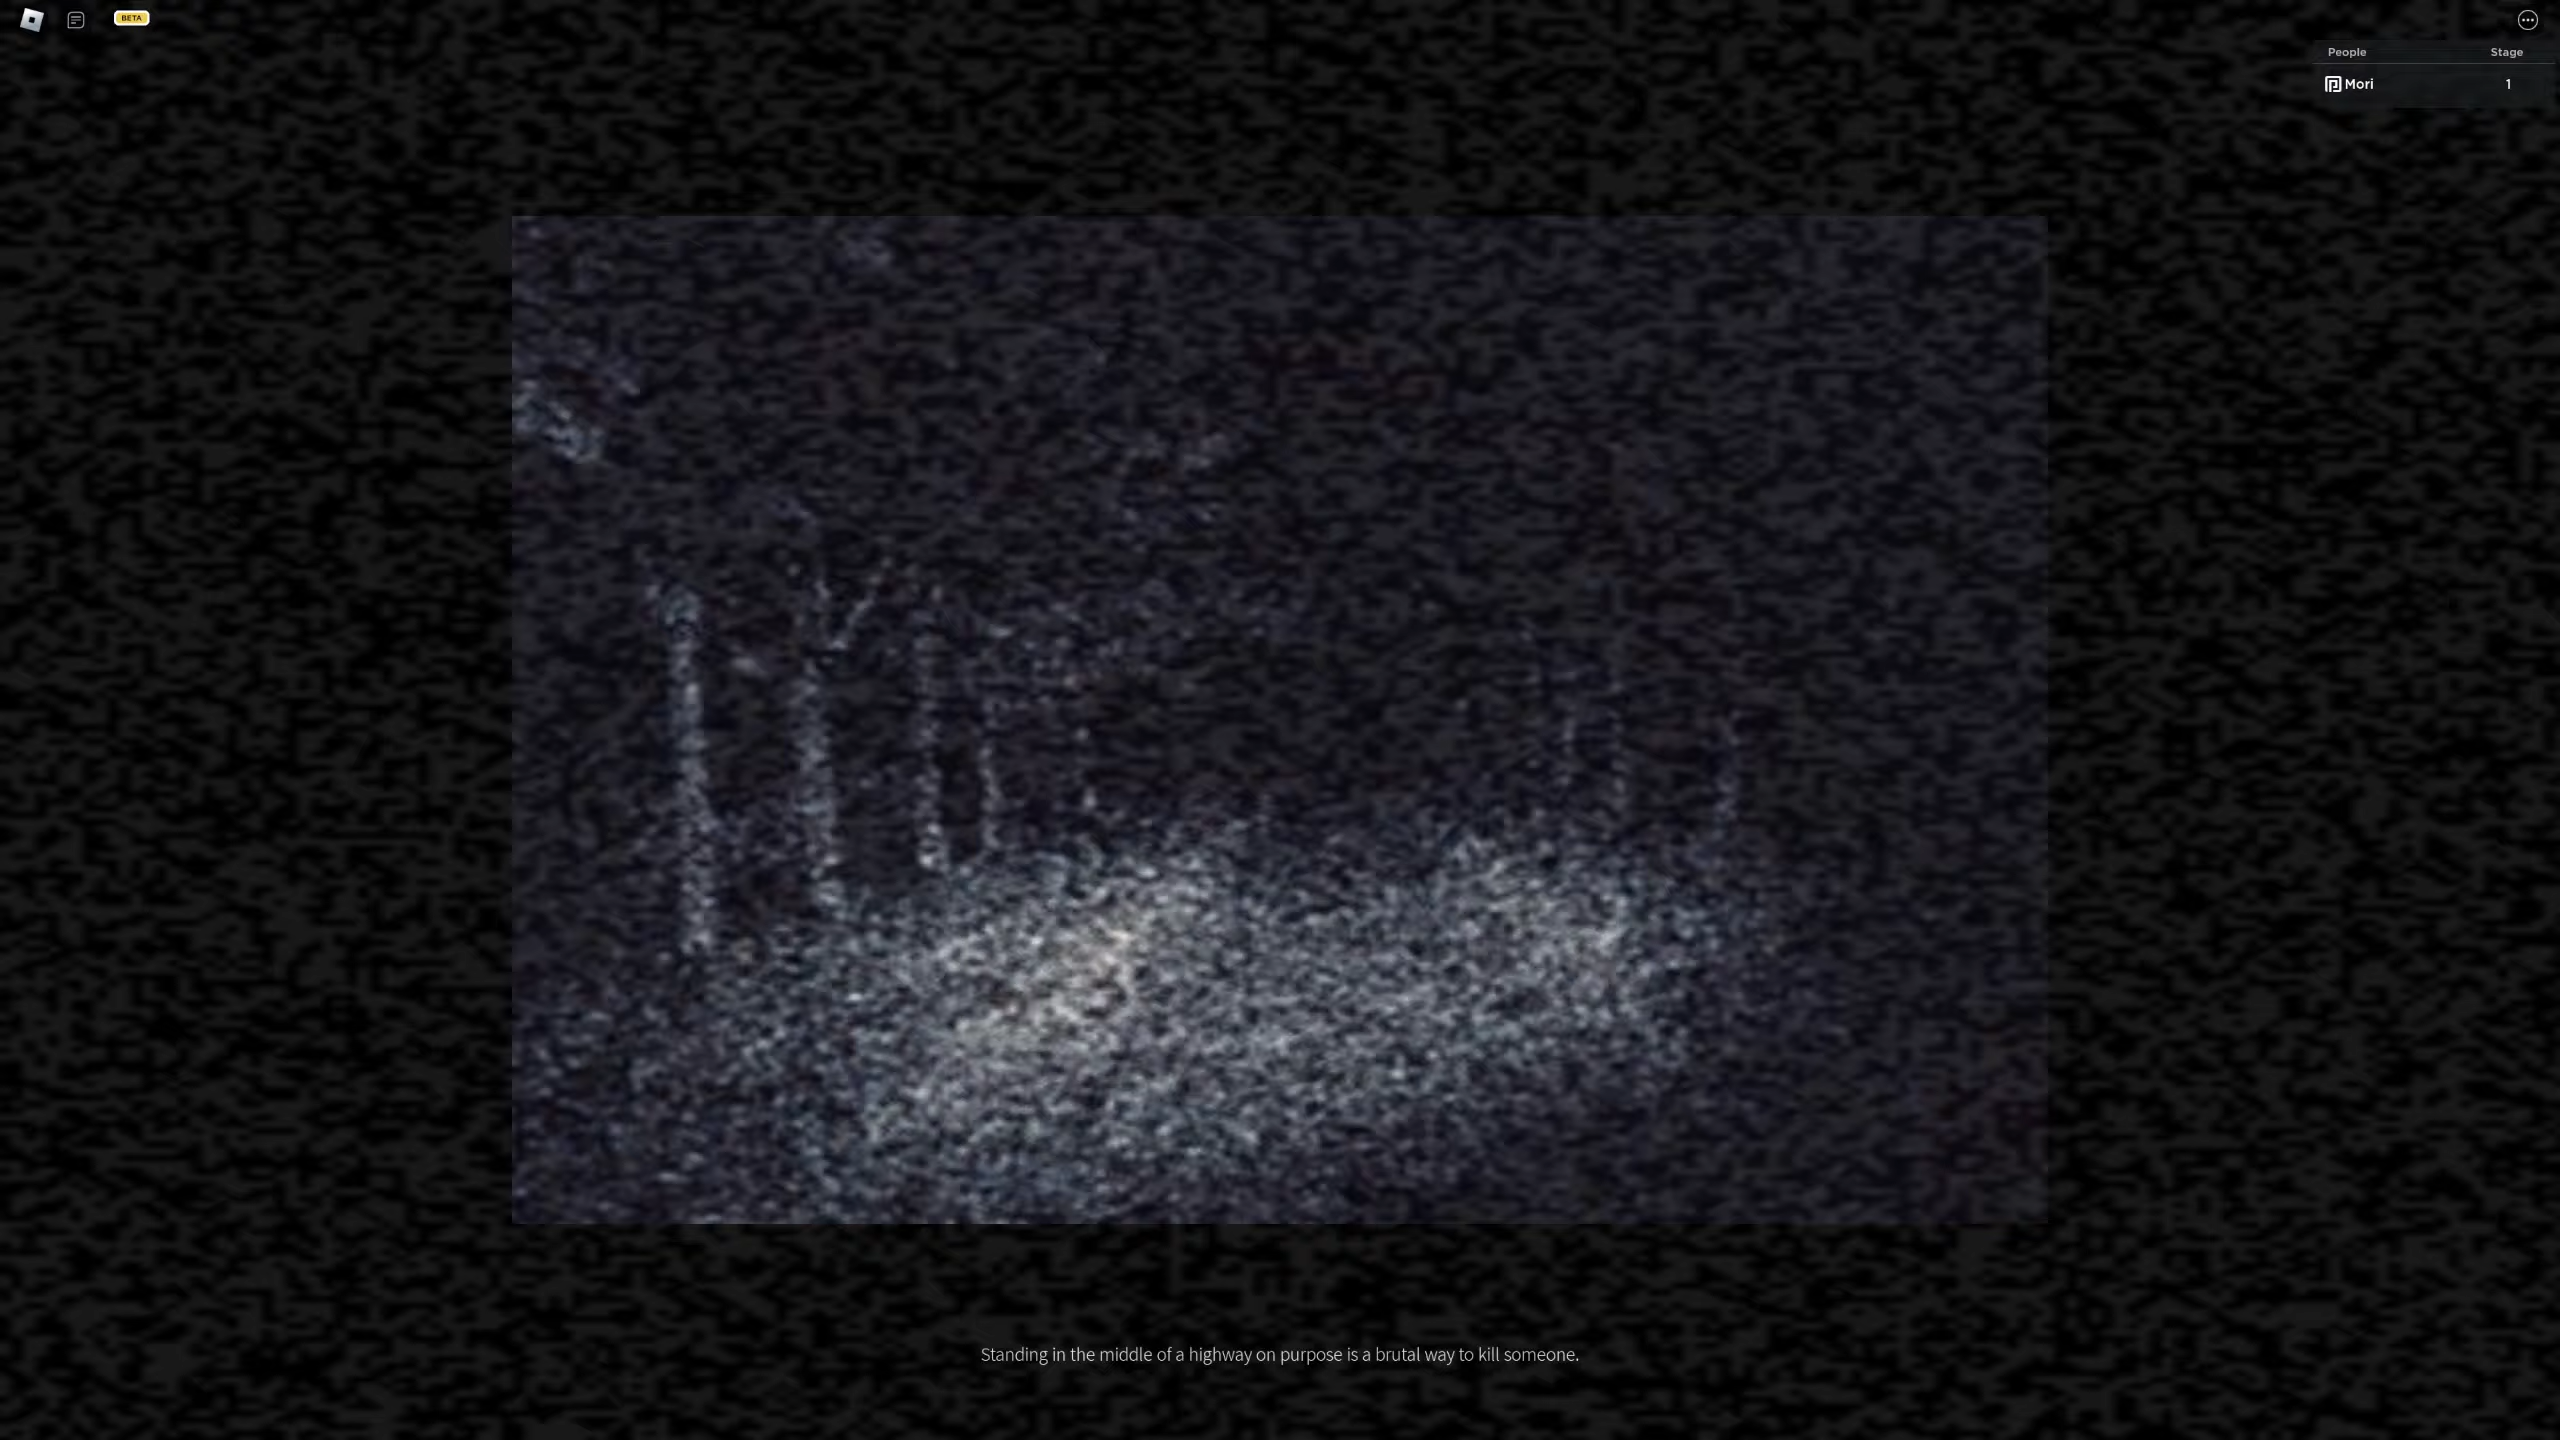 BETA
People Stage
Mori 1
Standing in the middle of a highway on purpose is a brutal way to kill someone.